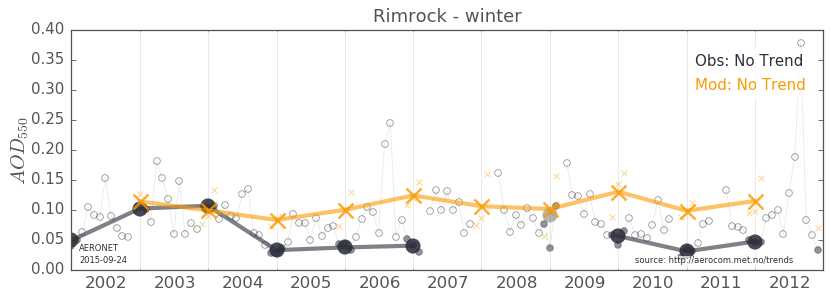 Rimrock - winter
0.40
0.35
0.30
0.25
0.20
0.15
0.10
0.05
0.00
AOD550
Obs: No Trend
Mod: No Trend
AERONET
2015-09-24
source: http://aerocom.met.no/trends
2002 2003 2004 2005 2006 2007 2008 2009 2010 2011 2012